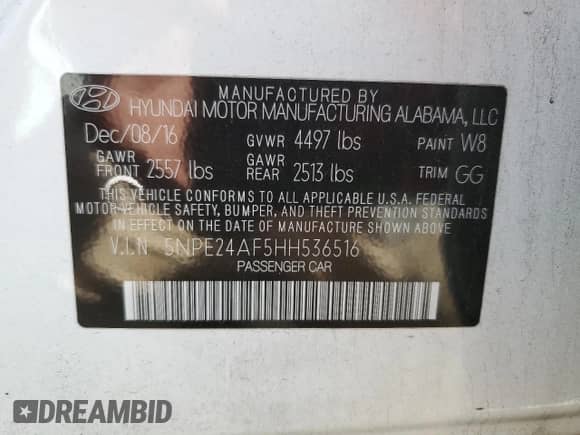 MANUFACTURED BY
HYUNDAI MOTOR MANUFACTURING ALABAMA, LLC
Dec/08/16 GVWR 4497 lbs PAINT W8
GAWR FRONT 2557 lbs GAWR REAR 2513 lbs TRIM GG
THIS VEHICLE CONFORMS TO ALL APPLICABLE U.S.A. FEDERAL
MOTOR VEHICLE SAFETY, BUMPER, AND THEFT PREVENTION STANDARDS
IN EFFECT ON THE DATE OF MANUFACTURE SHOWN ABOVE.
V.I.N 5NPE24AF5HH536516
PASSENGER CAR
DREAMBID
DREAMBID